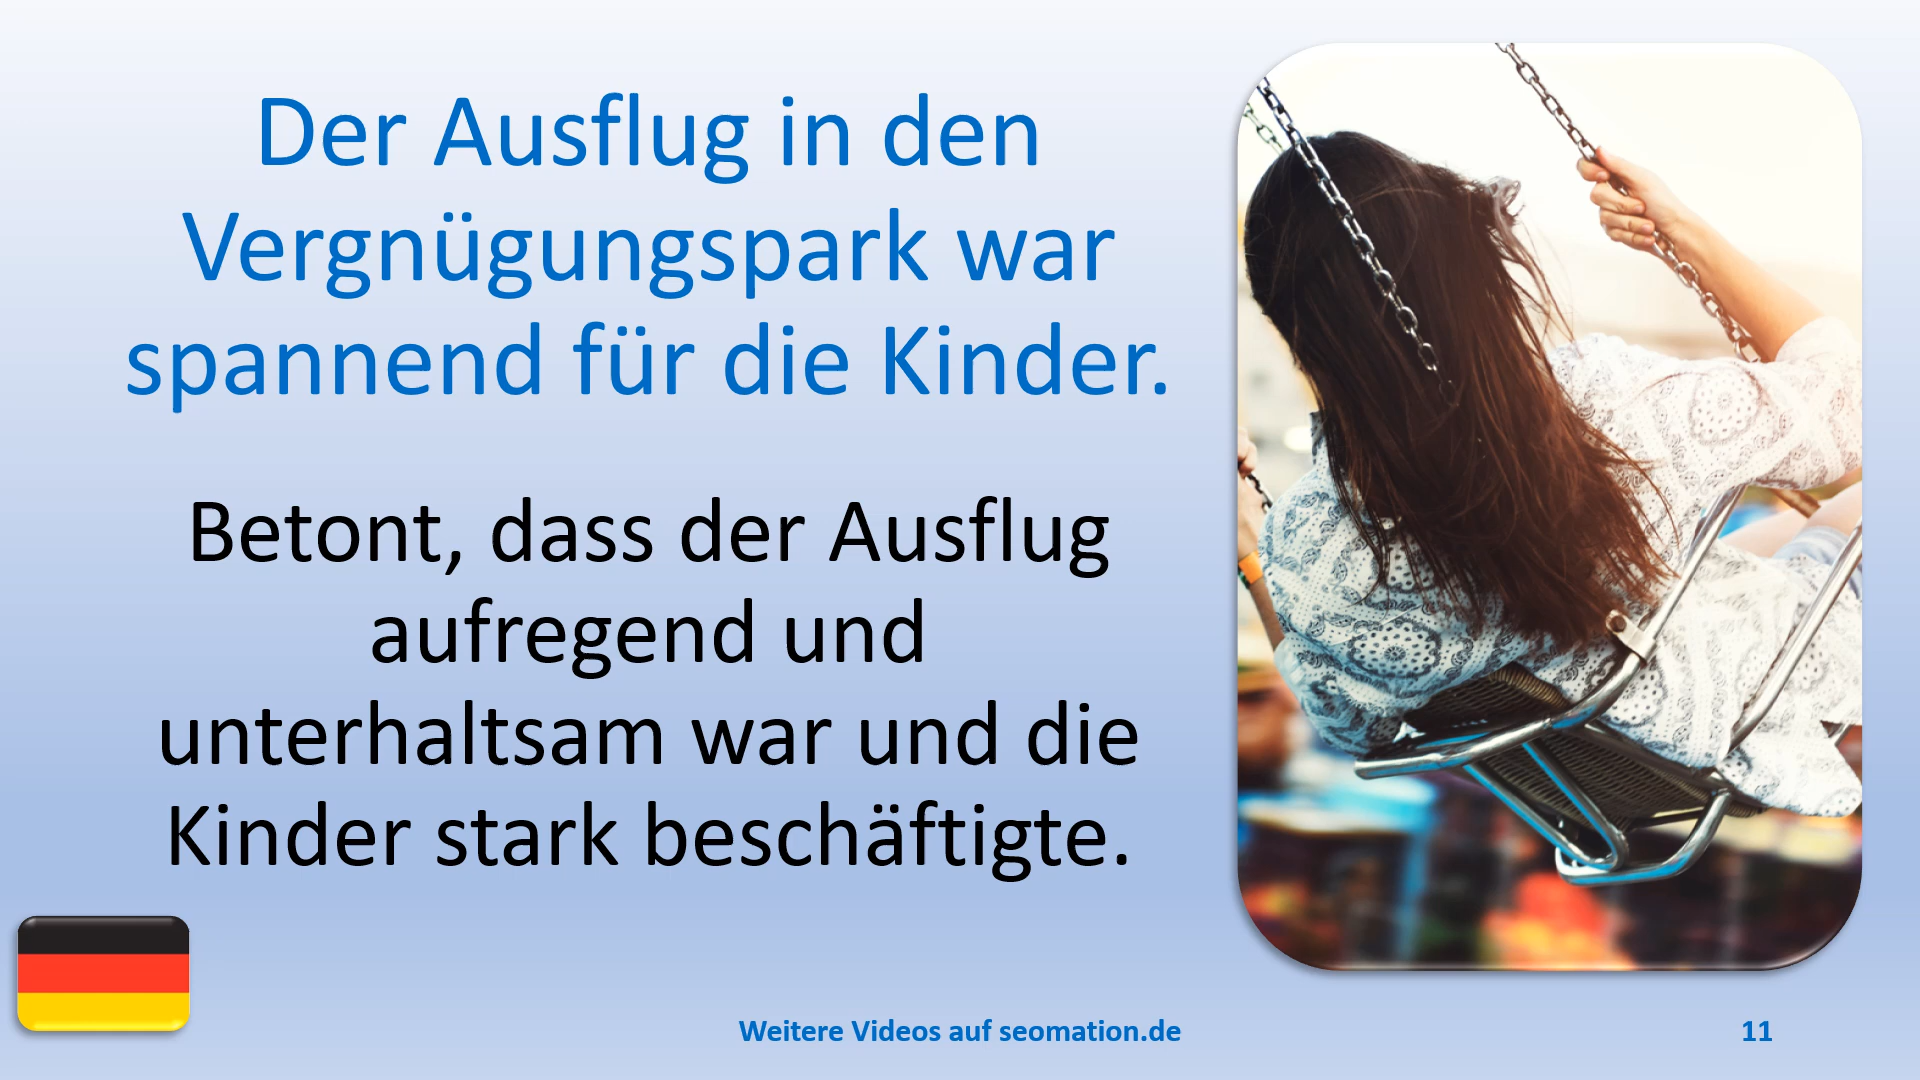 Der Ausflug in den
Vergnügungspark war
spannend für die Kinder.
Betont, dass der Ausflug
aufregend und
unterhaltsam war und die
Kinder stark beschäftigte.
Weitere Videos auf seomation.de
11